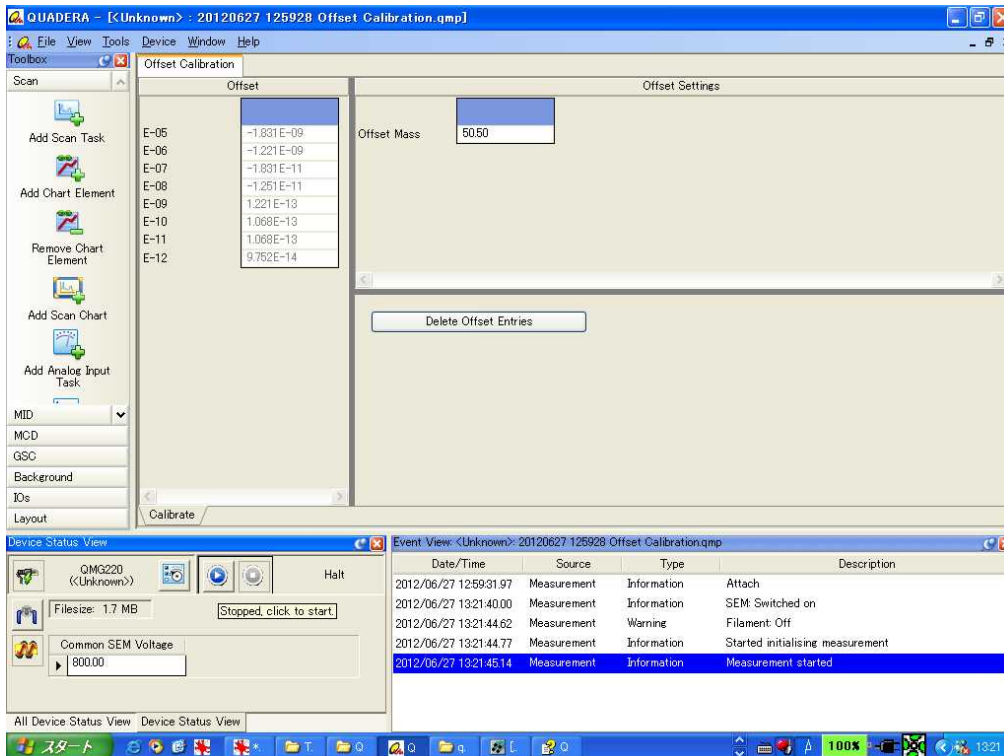 QUADERA - [<Unknown> : 20120627 125928 Offset Calibration.qmp]
File View Tools Device Window Help
Toolbox
Scan
Add Scan Task
Add Chart Element
Remove Chart
Element
Add Scan Chart
Add Analog Input
Task
MID
MCD
GSC
Background
IOs
Layout
Offset Calibration
Offset
E-05 -1.831E-09
E-06 -1.221E-09
E-07 -1.831E-11
E-08 -1.251E-11
E-09 1.221E-13
E-10 1.068E-13
E-11 1.068E-13
E-12 9.752E-14
Calibrate
Offset Settings
Offset Mass 50.50
Delete Offset Entries
Device Status View
QMG220
(<Unknown>)
Halt
Filesize: 1.7 MB
Stopped, click to start.
Common SEM Voltage
800.00
All Device Status View Device Status View
Event View: <Unknown>: 20120627 125928 Offset Calibration.qmp
Date/Time Source Type Description
2012/06/27 12:59:31.97 Measurement Information Attach
2012/06/27 13:21:40.00 Measurement Information SEM: Switched on
2012/06/27 13:21:44.62 Measurement Warning Filament: Off
2012/06/27 13:21:44.77 Measurement Information Started initialising measurement
2012/06/27 13:21:45.14 Measurement Information Measurement started
スタート T. Q Q q. L Q A 100% 13:21